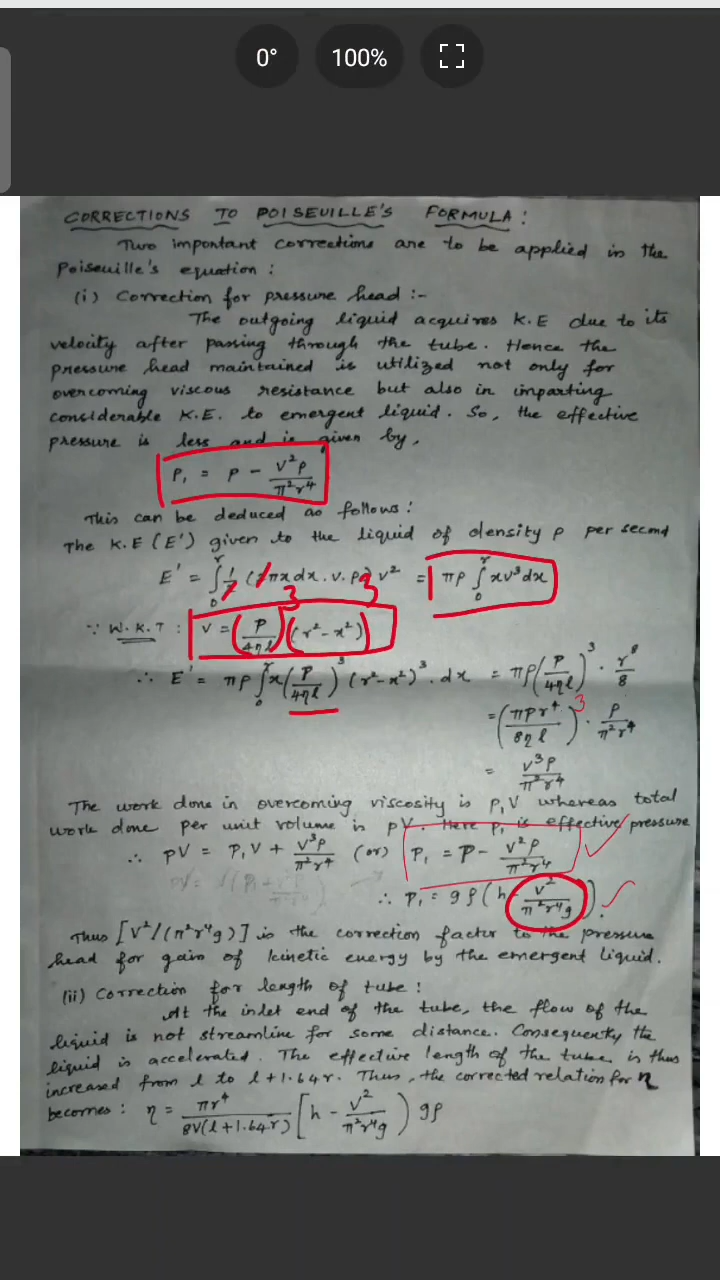 0°
100%
CORRECTIONS TO POISEUILLE'S FORMULA:
Two important corrections are to be applied in the
Poiseuille's equation:
(i) Correction for pressure head :-
The outgoing liquid acquires K.E due to its
velocity after passing through the tube. Hence the
pressure head maintained is utilized not only for
overcoming viscous resistance but also in imparting
considerable K.E. to emergent liquid. So, the effective
pressure is less and is given by,
P₁ = P - V²ρ/π²r⁴
This can be deduced as follows:
The K.E (E') given to the liquid of density ρ per second
E' = ∫₀ʳ ½ (2πx dx . v. ρ) v² = πρ ∫₀ʳ xv³dx
3 3
∵ W.K.T : v = (P/4ηl) (r² - x²)
∴ E' = πρ ∫₀ʳ x (P/4ηl)³ (r² - x²)³ . dx = πρ (P/4ηl)³ . r⁸/8
= (πpr⁴/8ηl)³ . ρ/π²r⁴
= V³ρ/π²r⁴
The work done in overcoming viscosity is P₁V whereas total
work done per unit volume is pV. Here p₁ is effective pressure
∴ pV = P₁V + V³ρ/π²r⁴ (or) P₁ = P - V²ρ/π²r⁴
∴ P₁ = gρ (h - V²/π²r⁴g).
Thus [V²/(π²r⁴g)] is the correction factor to the pressure
head for gain of kinetic energy by the emergent liquid.
(ii) Correction for length of tube:
At the inlet end of the tube, the flow of the
liquid is not streamline for some distance. Consequently the
liquid is accelerated. The effective length of the tube is thus
increased from l to l+1.64r. Thus, the corrected relation for η
becomes: η = πr⁴/8V(l+1.64r) [h - V²/π²r⁴g) gρ